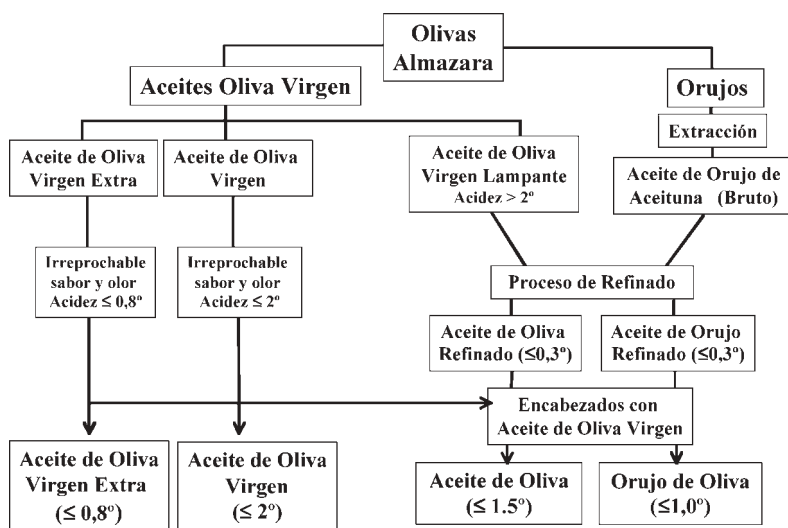 Olivas
Almazara
Aceites Oliva Virgen
Orujos
Extracción
Aceite de Oliva
Virgen Extra
Aceite de Oliva
Virgen
Aceite de Oliva
Virgen Lampante
Acidez > 2º
Aceite de Orujo de
Aceituna (Bruto)
Irreprochable
sabor y olor
Acidez ≤ 0,8º
Irreprochable
sabor y olor
Acidez ≤ 2º
Proceso de Refinado
Aceite de Oliva
Refinado (≤0,3º)
Aceite de Orujo
Refinado (≤0,3º)
Encabezados con
Aceite de Oliva Virgen
Aceite de Oliva
Virgen Extra
(≤ 0,8º)
Aceite de Oliva
Virgen
(≤ 2º)
Aceite de Oliva
(≤ 1.5º)
Orujo de Oliva
(≤1,0º)